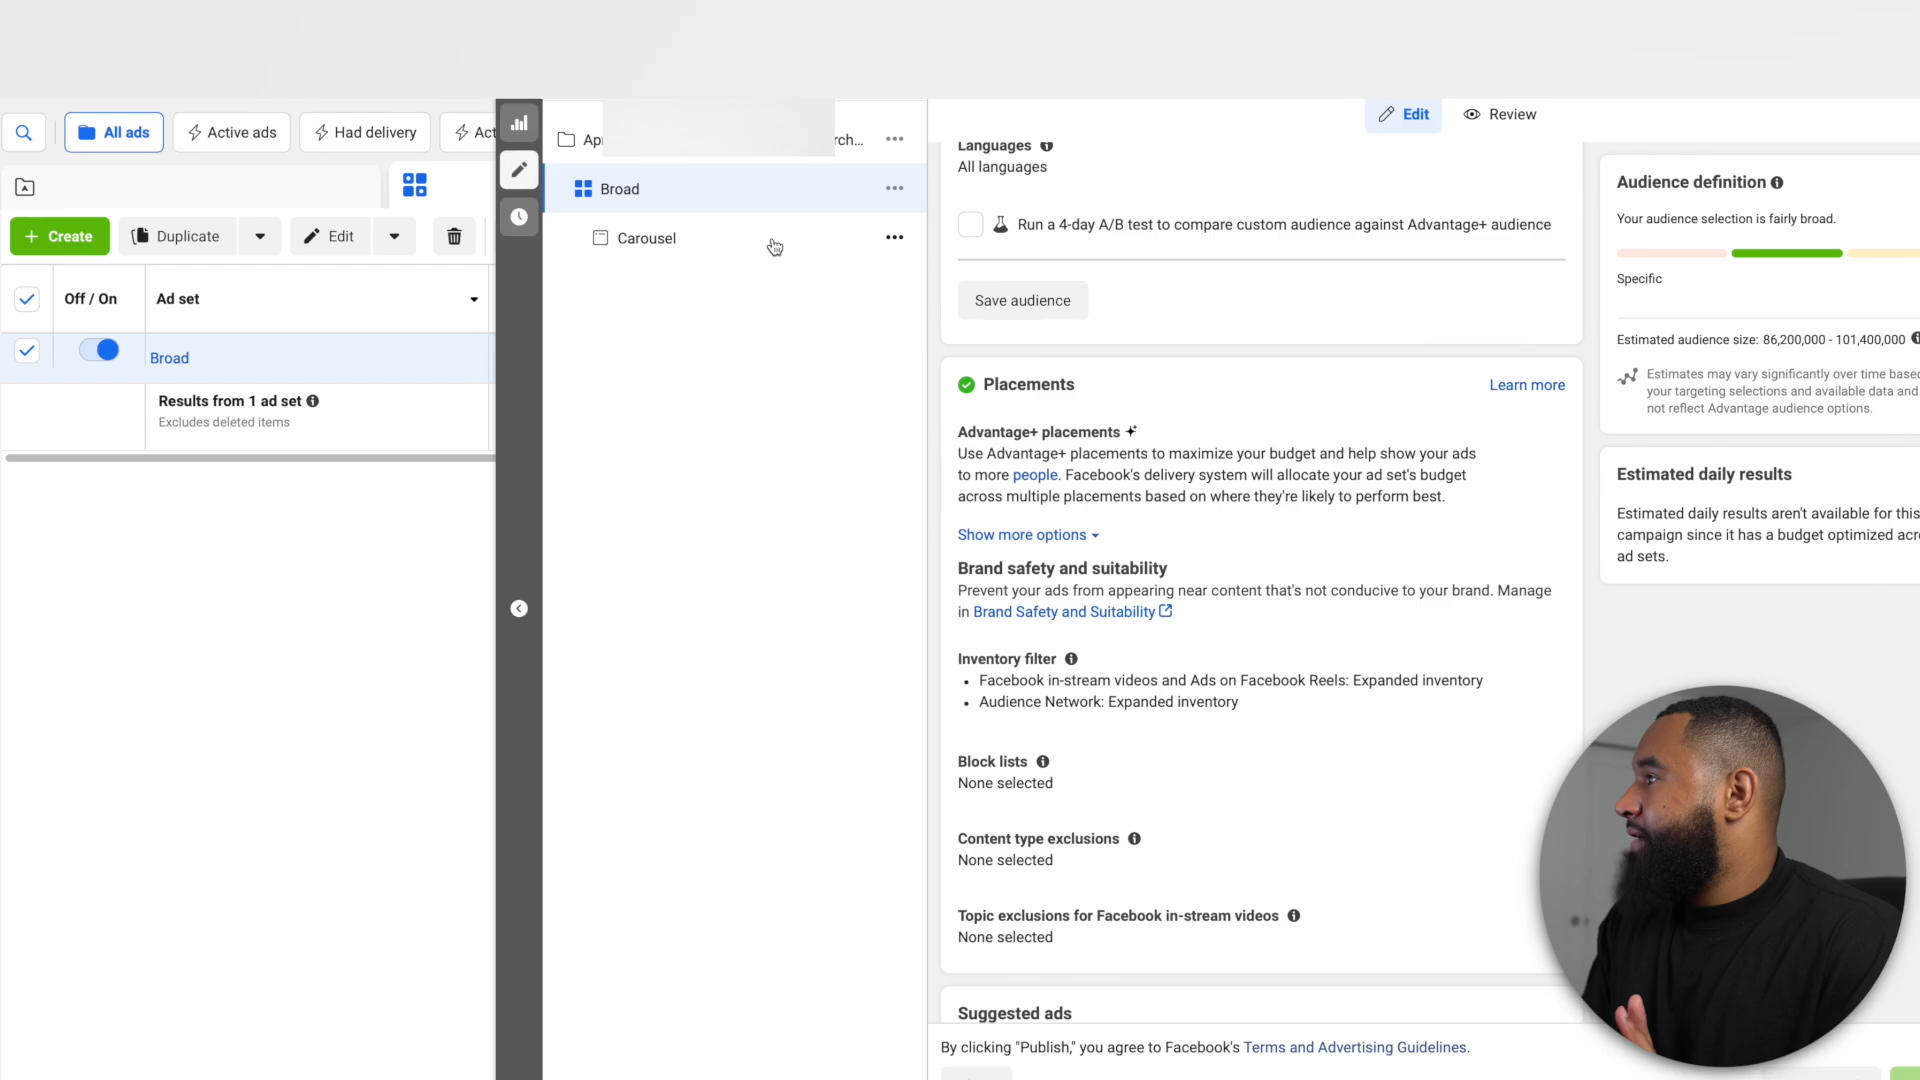 All ads
Active ads
Had delivery
Act
Create
Duplicate
Edit
Off / On
Ad set
Broad
Results from 1 ad set
Excludes deleted items
Ap
rch...
Broad
Carousel
Edit
Review
Languages
All languages
Run a 4-day A/B test to compare custom audience against Advantage+ audience
Save audience
Placements
Learn more
Advantage+ placements
Use Advantage+ placements to maximize your budget and help show your ads
to more people. Facebook's delivery system will allocate your ad set's budget
across multiple placements based on where they're likely to perform best.
Show more options
Brand safety and suitability
Prevent your ads from appearing near content that's not conducive to your brand. Manage
in Brand Safety and Suitability
Inventory filter
• Facebook in-stream videos and Ads on Facebook Reels: Expanded inventory
• Audience Network: Expanded inventory
Block lists
None selected
Content type exclusions
None selected
Topic exclusions for Facebook in-stream videos
None selected
Suggested ads
By clicking "Publish," you agree to Facebook's Terms and Advertising Guidelines.
Audience definition
Your audience selection is fairly broad.
Specific
Estimated audience size: 86,200,000 - 101,400,000
Estimates may vary significantly over time based
your targeting selections and available data and
not reflect Advantage audience options.
Estimated daily results
Estimated daily results aren't available for this
campaign since it has a budget optimized acr
ad sets.